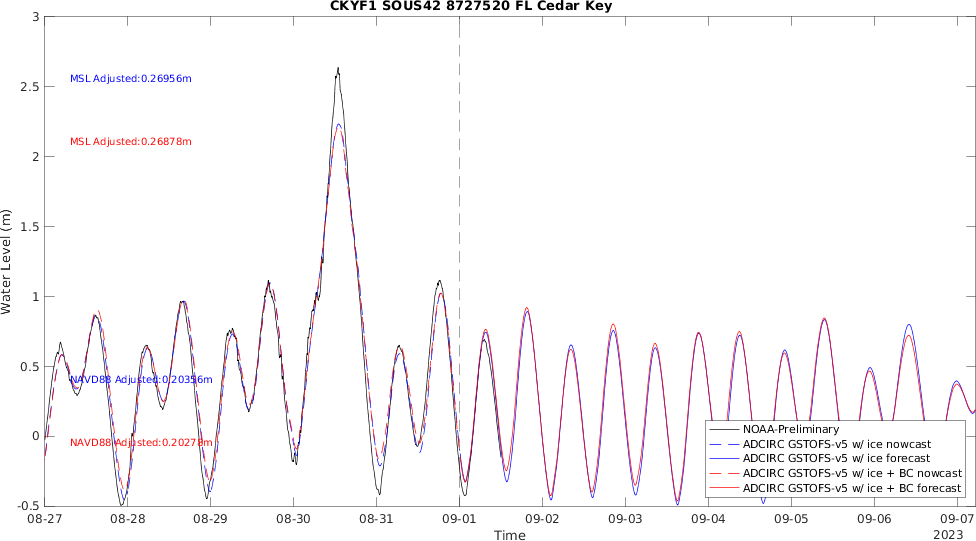 CKYF1 SOUS42 8727520 FL Cedar Key
Water Level (m)
3
2.5
2
1.5
1
0.5
0
-0.5
MSL Adjusted:0.26956m
MSL Adjusted:0.26878m
NAVD88 Adjusted:0.20356m
NAVD88 Adjusted:0.20278m
NOAA-Preliminary
ADCIRC GSTOFS-v5 w/ ice nowcast
ADCIRC GSTOFS-v5 w/ ice forecast
ADCIRC GSTOFS-v5 w/ ice + BC nowcast
ADCIRC GSTOFS-v5 w/ ice + BC forecast
08-27 08-28 08-29 08-30 08-31 09-01 09-02 09-03 09-04 09-05 09-06 09-07
Time
2023